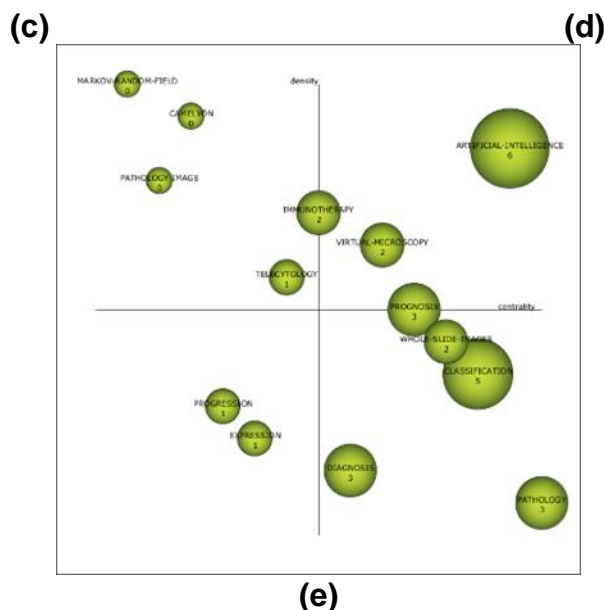 (c)
(d)
density
MARKOV-RANDOM-FIELD
0
CAMELYON
0
ARTIFICIAL-INTELLIGENCE
6
PATHOLOGY-IMAGE
0
IMMUNOTHERAPY
2
VIRTUAL-MICROSCOPY
2
TELECYTOLOGY
1
centrality
PROGNOSIS
3
WHOLE-SLIDE-IMAGES
2
CLASSIFICATION
5
PROGRESSION
1
EXPRESSION
1
DIAGNOSIS
3
PATHOLOGY
3
(e)